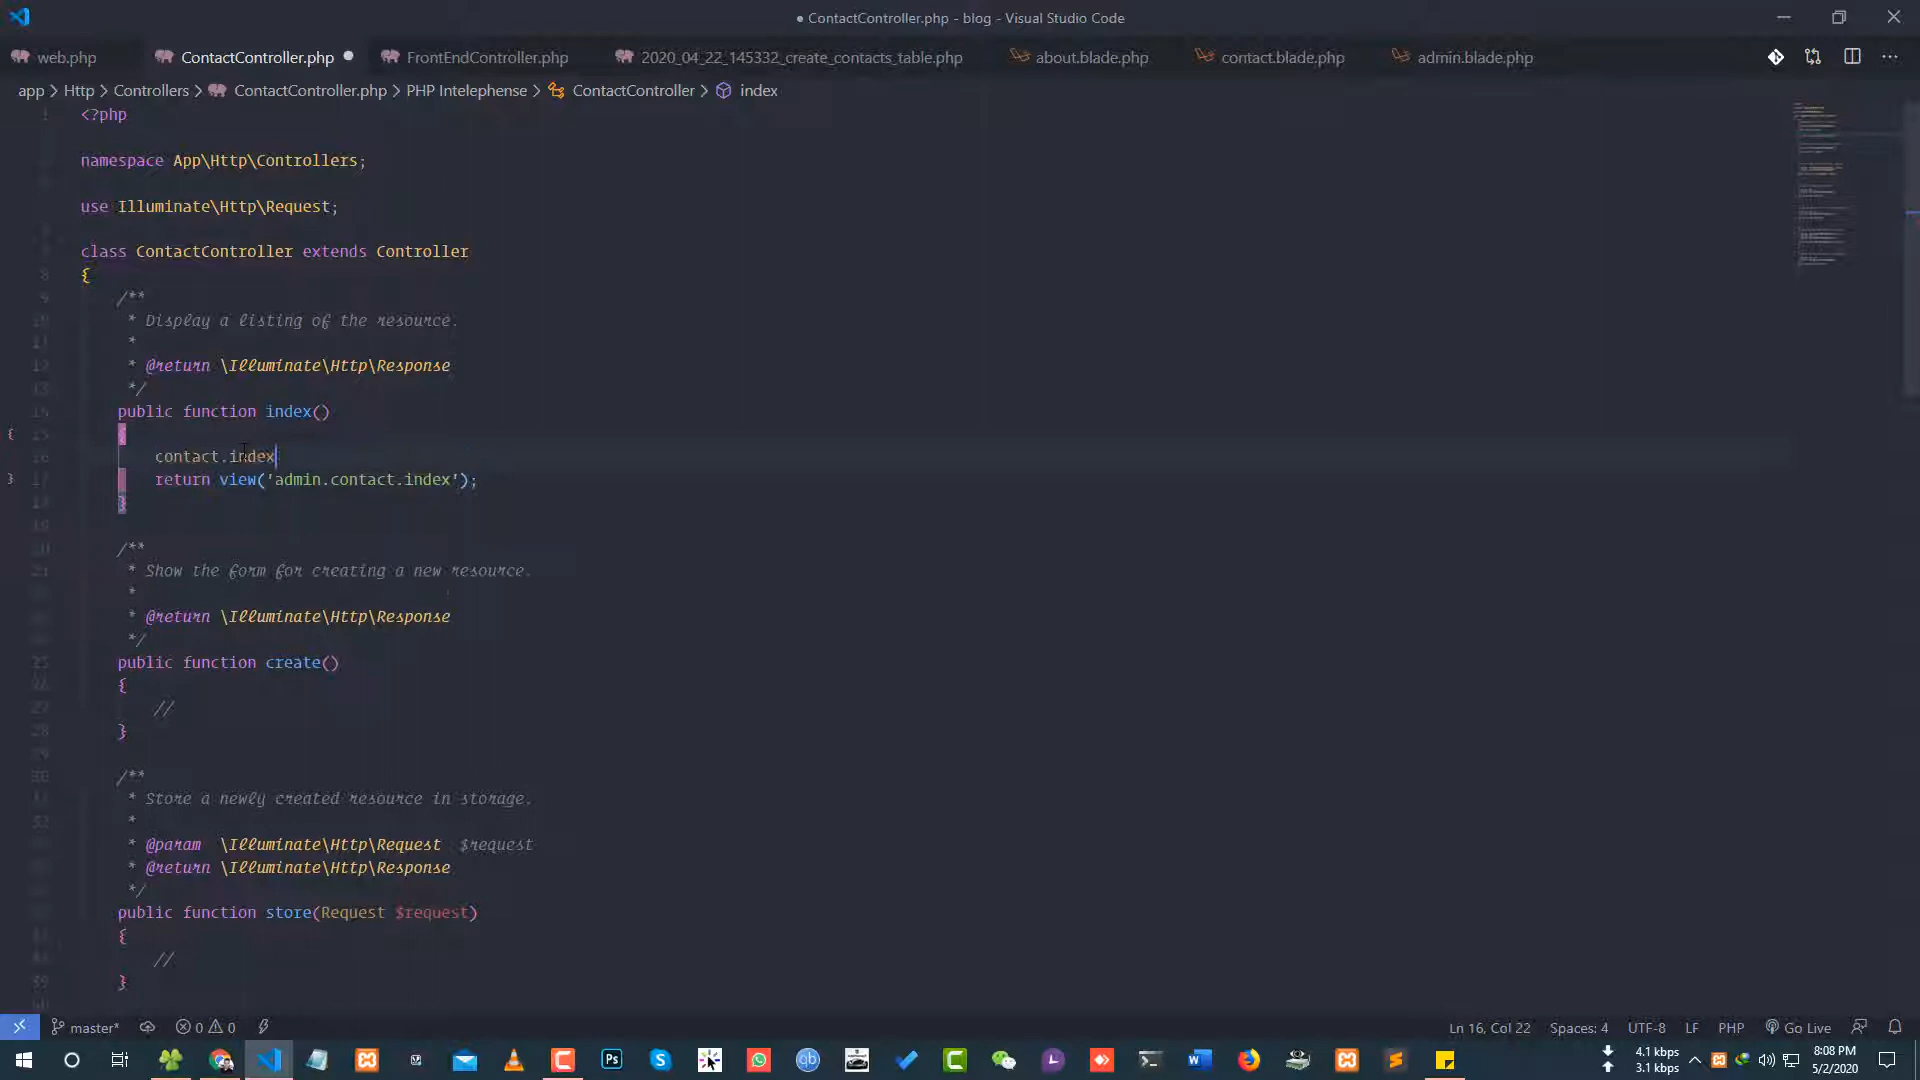 ● ContactController.php - blog - Visual Studio Code
web.php ContactController.php FrontEndController.php 2020_04_22_145332_create_contacts_table.php about.blade.php contact.blade.php admin.blade.php
app > Http > Controllers > ContactController.php > PHP Intelephense > ContactController > index
<?php
namespace App\Http\Controllers;
use Illuminate\Http\Request;
class ContactController extends Controller
{
/**
* Display a listing of the resource.
*
* @return \Illuminate\Http\Response
*/
public function index()
{
contact.index
return view('admin.contact.index');
}
/**
* Show the form for creating a new resource.
*
* @return \Illuminate\Http\Response
*/
public function create()
{
//
}
/**
* Store a newly created resource in storage.
*
* @param  \Illuminate\Http\Request  $request
* @return \Illuminate\Http\Response
*/
public function store(Request $request)
{
//
}
master* 0 0 Ln 16, Col 22 Spaces: 4 UTF-8 LF PHP Go Live
4.1 kbps 8:08 PM
3.1 kbps 5/2/2020